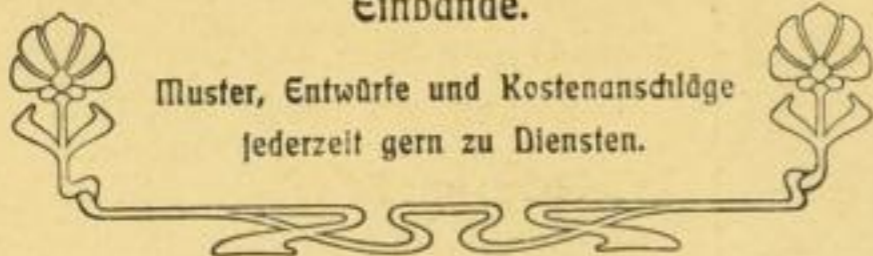 Einbände.
Muster, Entwürfe und Kostenanschläge
jederzeit gern zu Diensten.